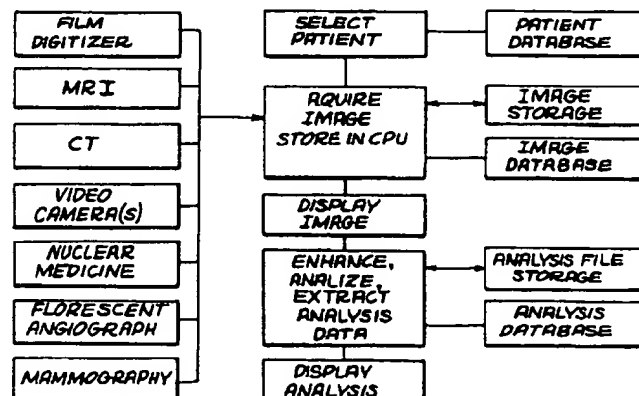 FILM
DIGITIZER
MRI
CT
VIDEO
CAMERA(S)
NUCLEAR
MEDICINE
FLORESCENT
ANGIOGRAPH
MAMMOGRAPHY
SELECT
PATIENT
AQUIRE
IMAGE
STORE IN CPU
DISPLAY
IMAGE
ENHANCE,
ANALIZE,
EXTRACT
ANALYSIS
DATA
DISPLAY
ANALYSIS
PATIENT
DATABASE
IMAGE
STORAGE
IMAGE
DATABASE
ANALYSIS FILE
STORAGE
ANALYSIS
DATABASE